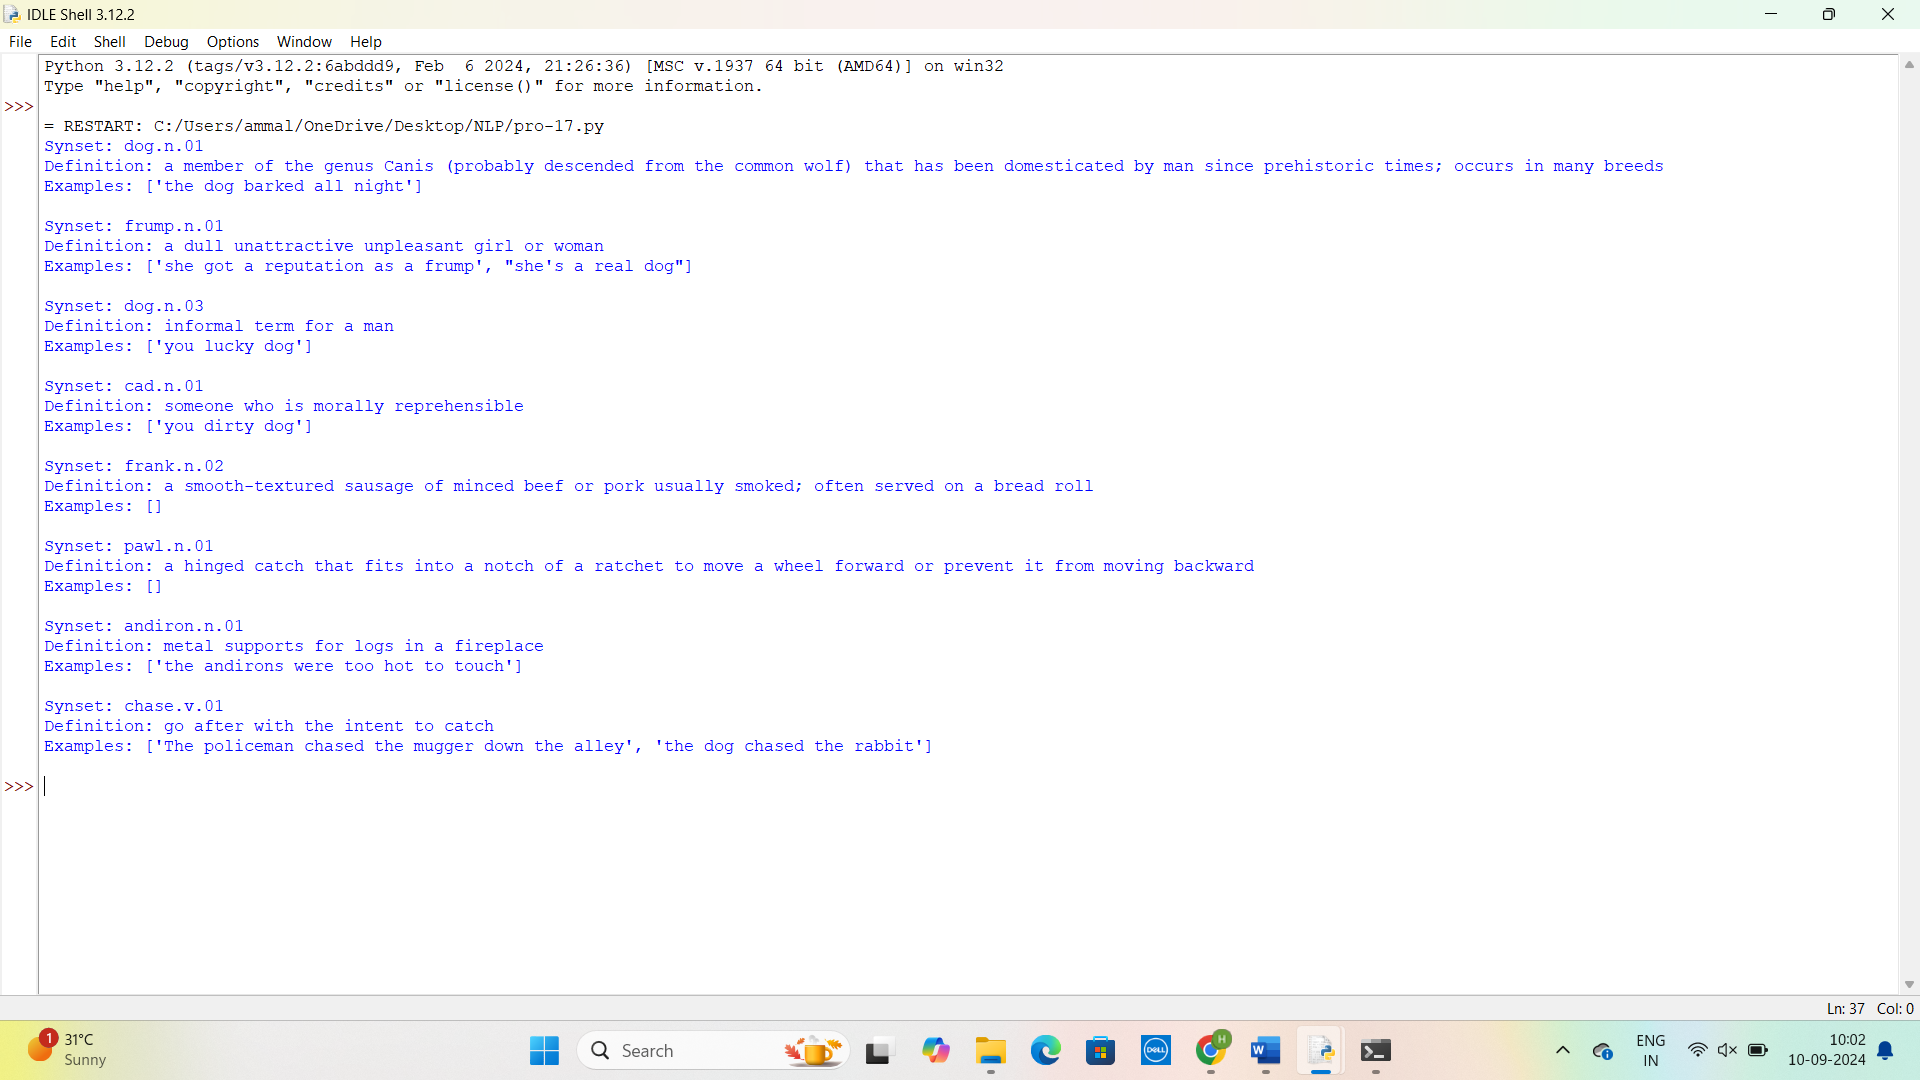 IDLE Shell 3.12.2
File Edit Shell Debug Options Window Help
Python 3.12.2 (tags/v3.12.2:6abddd9, Feb  6 2024, 21:26:36) [MSC v.1937 64 bit (AMD64)] on win32
Type "help", "copyright", "credits" or "license()" for more information.
>>>
= RESTART: C:/Users/ammal/OneDrive/Desktop/NLP/pro-17.py
Synset: dog.n.01
Definition: a member of the genus Canis (probably descended from the common wolf) that has been domesticated by man since prehistoric times; occurs in many breeds
Examples: ['the dog barked all night']
Synset: frump.n.01
Definition: a dull unattractive unpleasant girl or woman
Examples: ['she got a reputation as a frump', "she's a real dog"]
Synset: dog.n.03
Definition: informal term for a man
Examples: ['you lucky dog']
Synset: cad.n.01
Definition: someone who is morally reprehensible
Examples: ['you dirty dog']
Synset: frank.n.02
Definition: a smooth-textured sausage of minced beef or pork usually smoked; often served on a bread roll
Examples: []
Synset: pawl.n.01
Definition: a hinged catch that fits into a notch of a ratchet to move a wheel forward or prevent it from moving backward
Examples: []
Synset: andiron.n.01
Definition: metal supports for logs in a fireplace
Examples: ['the andirons were too hot to touch']
Synset: chase.v.01
Definition: go after with the intent to catch
Examples: ['The policeman chased the mugger down the alley', 'the dog chased the rabbit']
>>>
Ln: 37 Col: 0
1
31°C
Sunny
Search
DELL
H
W
ENG
IN
10:02
10-09-2024